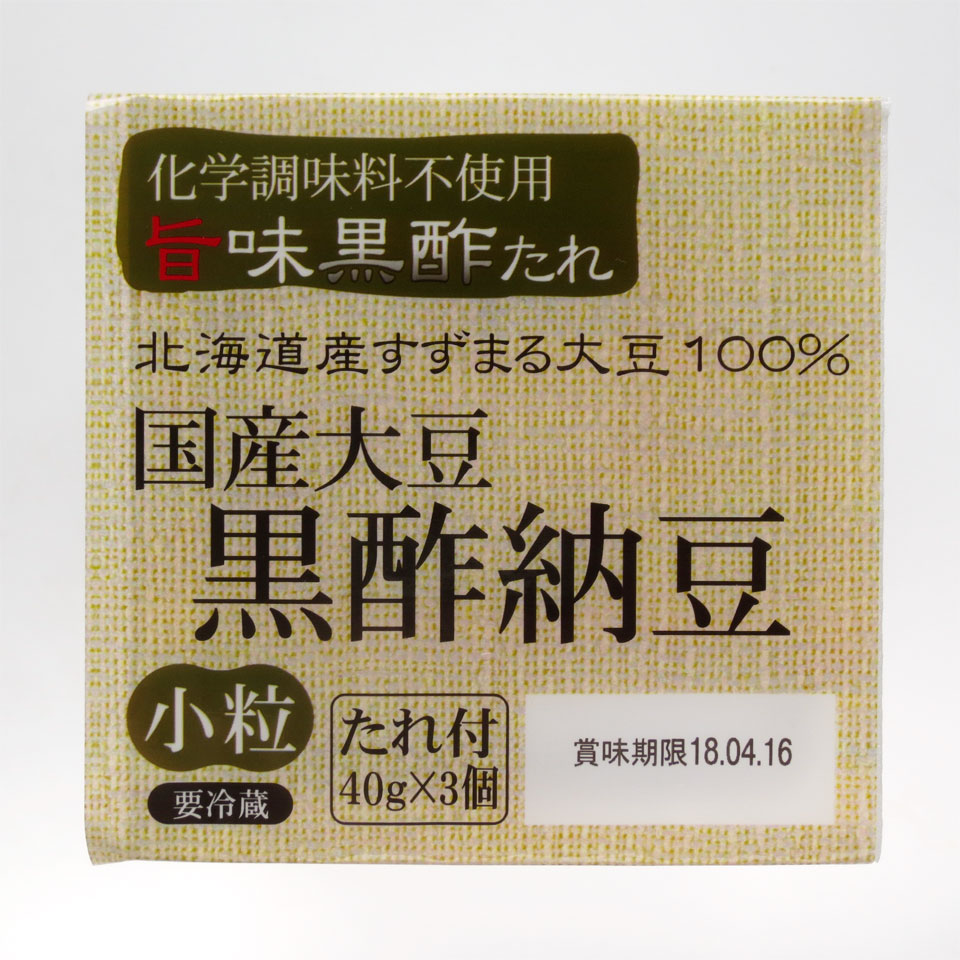 化学調味料不使用
旨味黒酢たれ
北海道産すずまる大豆100%
国産大豆
黒酢納豆
小粒
要冷蔵
たれ付
40g×3個
賞味期限18.04.16